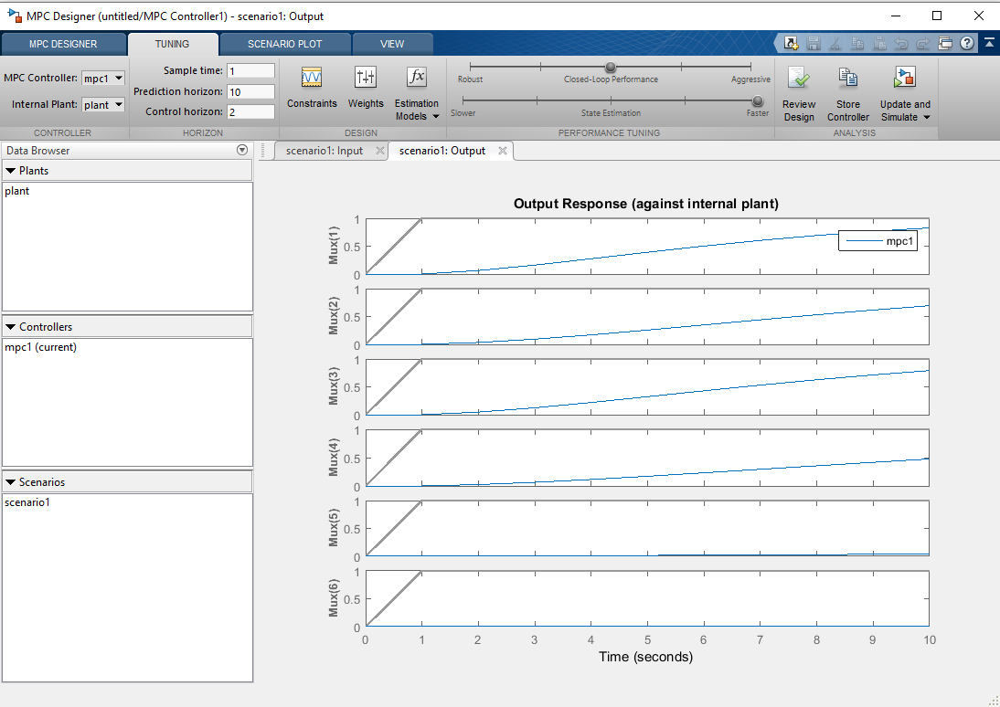 MPC Designer (untitled/MPC Controller1) - scenario1: Output
MPC DESIGNER TUNING SCENARIO PLOT VIEW
MPC Controller: mpc1
Internal Plant: plant
CONTROLLER
Sample time: 1
Prediction horizon: 10
Control horizon: 2
HORIZON
Constraints Weights Estimation Models
DESIGN
Robust Closed-Loop Performance Aggressive
Slower State Estimation Faster
PERFORMANCE TUNING
Review Design Store Controller Update and Simulate
ANALYSIS
Data Browser
Plants
plant
Controllers
mpc1 (current)
Scenarios
scenario1
scenario1: Input scenario1: Output
Output Response (against internal plant)
Mux(1)
1
0.5
0
mpc1
Mux(2)
1
0.5
0
Mux(3)
1
0.5
0
Mux(4)
1
0.5
0
Mux(5)
1
0.5
0
Mux(6)
1
0.5
0
0 1 2 3 4 5 6 7 8 9 10
Time (seconds)